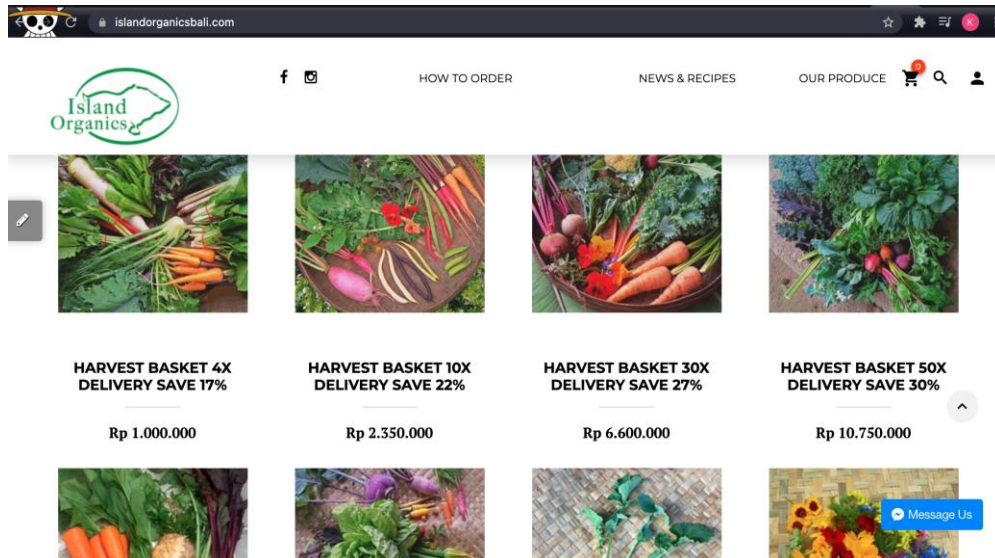 islandorganicsbali.com
K
Island
Organics
HOW TO ORDER
NEWS & RECIPES
OUR PRODUCE
0
HARVEST BASKET 4X
DELIVERY SAVE 17%
Rp 1.000.000
HARVEST BASKET 10X
DELIVERY SAVE 22%
Rp 2.350.000
HARVEST BASKET 30X
DELIVERY SAVE 27%
Rp 6.600.000
HARVEST BASKET 50X
DELIVERY SAVE 30%
Rp 10.750.000
Message Us